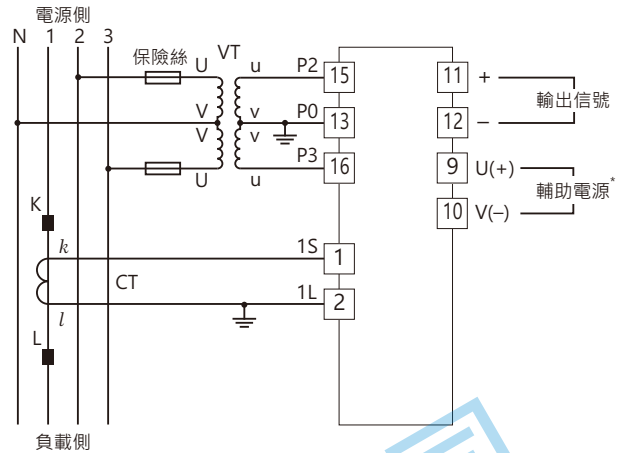 電源側
N 1 2 3
保險絲 U VT u P2 15 11 +
輸出信號
V v P0 13 12 –
V v
P3 16 9 U(+)
U u
輔助電源*
10 V(–)
K
k 1S 1
CT
1L 2
l
L
負載側